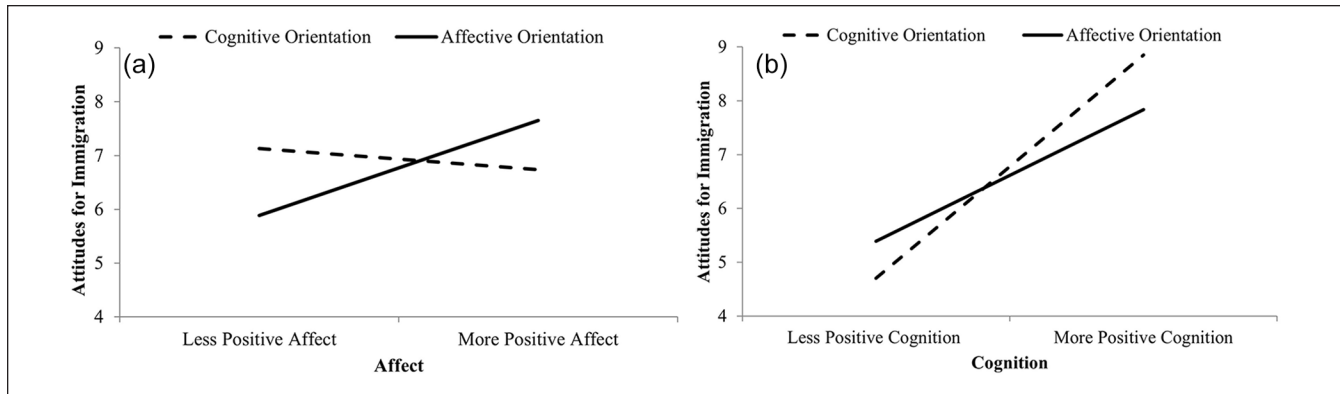 Cognitive Orientation Affective Orientation
(a)
9
8
7
6
5
4
Attitudes for Immigration
Less Positive Affect More Positive Affect
Affect
Cognitive Orientation Affective Orientation
(b)
9
8
7
6
5
4
Attitudes for Immigration
Less Positive Cognition More Positive Cognition
Cognition